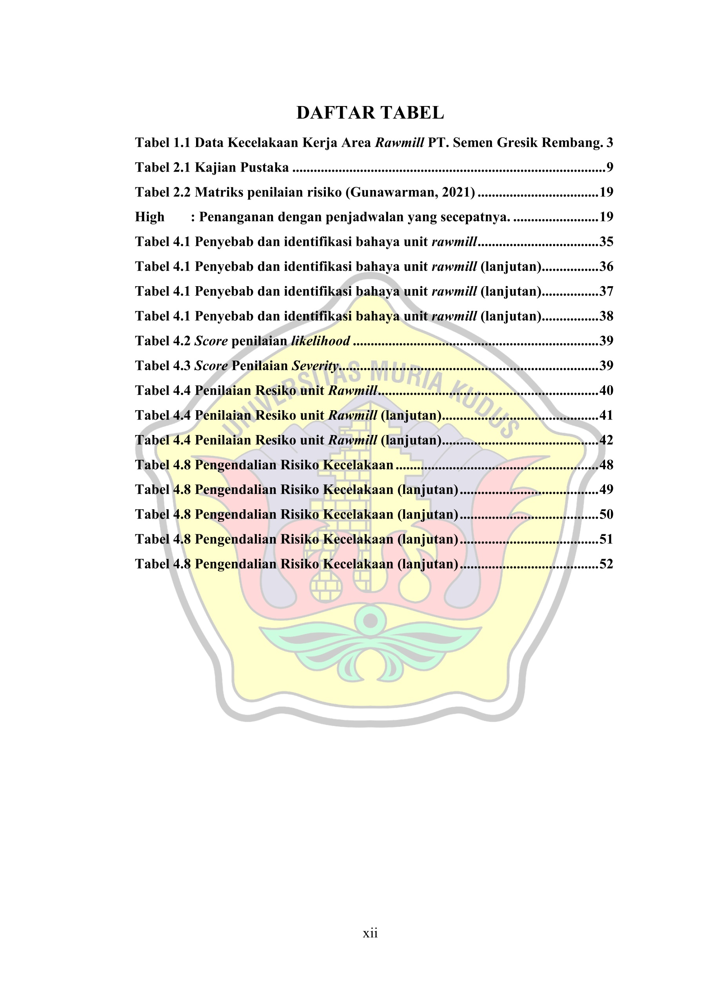 DAFTAR TABEL
Tabel 1.1 Data Kecelakaan Kerja Area Rawmill PT. Semen Gresik Rembang. 3
Tabel 2.1 Kajian Pustaka ........................................................................................9
Tabel 2.2 Matriks penilaian risiko (Gunawarman, 2021) ..................................19
High : Penanganan dengan penjadwalan yang secepatnya. ........................19
Tabel 4.1 Penyebab dan identifikasi bahaya unit rawmill..................................35
Tabel 4.1 Penyebab dan identifikasi bahaya unit rawmill (lanjutan)................36
Tabel 4.1 Penyebab dan identifikasi bahaya unit rawmill (lanjutan)................37
Tabel 4.1 Penyebab dan identifikasi bahaya unit rawmill (lanjutan)................38
Tabel 4.2 Score penilaian likelihood .....................................................................39
Tabel 4.3 Score Penilaian Severity.........................................................................39
UNIVERSITAS MURIA KUDUS
Tabel 4.4 Penilaian Resiko unit Rawmill..............................................................40
Tabel 4.4 Penilaian Resiko unit Rawmill (lanjutan)............................................41
Tabel 4.4 Penilaian Resiko unit Rawmill (lanjutan)............................................42
Tabel 4.8 Pengendalian Risiko Kecelakaan .........................................................48
Tabel 4.8 Pengendalian Risiko Kecelakaan (lanjutan) .......................................49
Tabel 4.8 Pengendalian Risiko Kecelakaan (lanjutan) .......................................50
Tabel 4.8 Pengendalian Risiko Kecelakaan (lanjutan) .......................................51
Tabel 4.8 Pengendalian Risiko Kecelakaan (lanjutan) .......................................52
xii